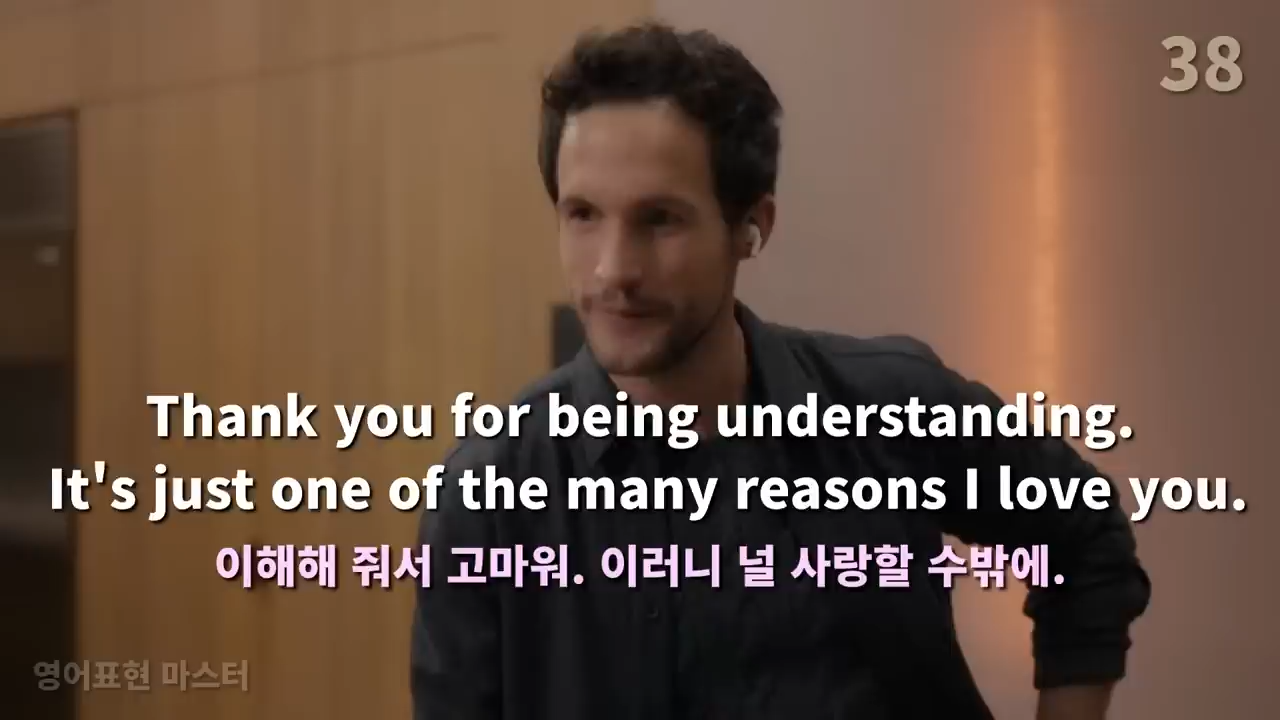 38
Thank you for being understanding.
It's just one of the many reasons I love you.
이해해 줘서 고마워. 이러니 널 사랑할 수밖에.
영어표현 마스터